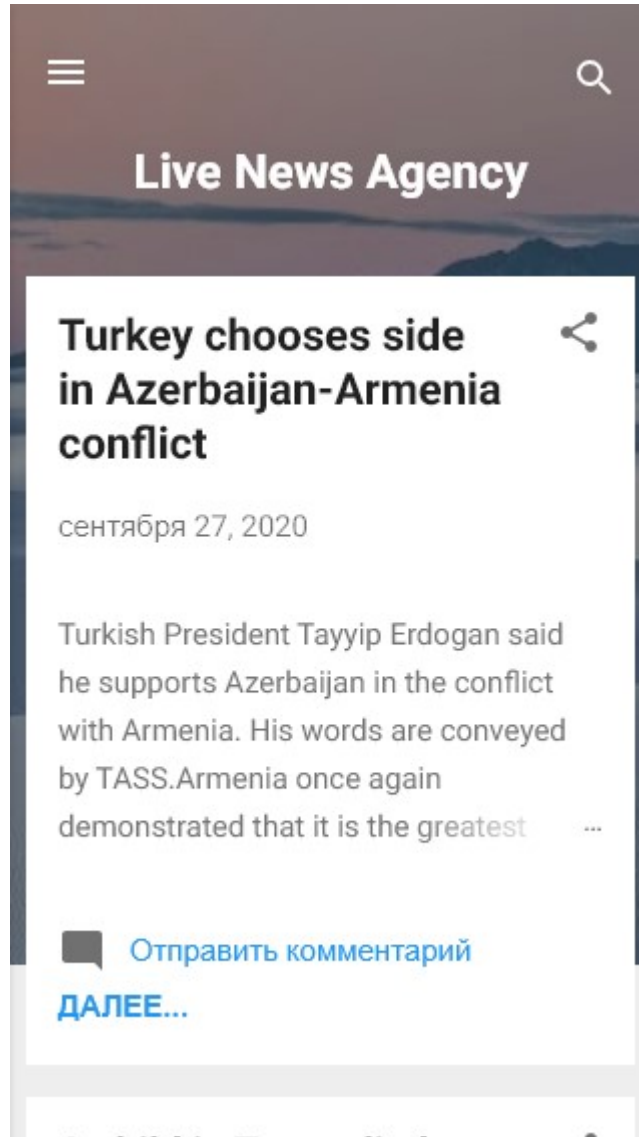 Live News Agency
Turkey chooses side
in Azerbaijan-Armenia
conflict
сентября 27, 2020
Turkish President Tayyip Erdogan said
he supports Azerbaijan in the conflict
with Armenia. His words are conveyed
by TASS.Armenia once again
demonstrated that it is the greatest ...
Отправить комментарий
ДАЛЕЕ...